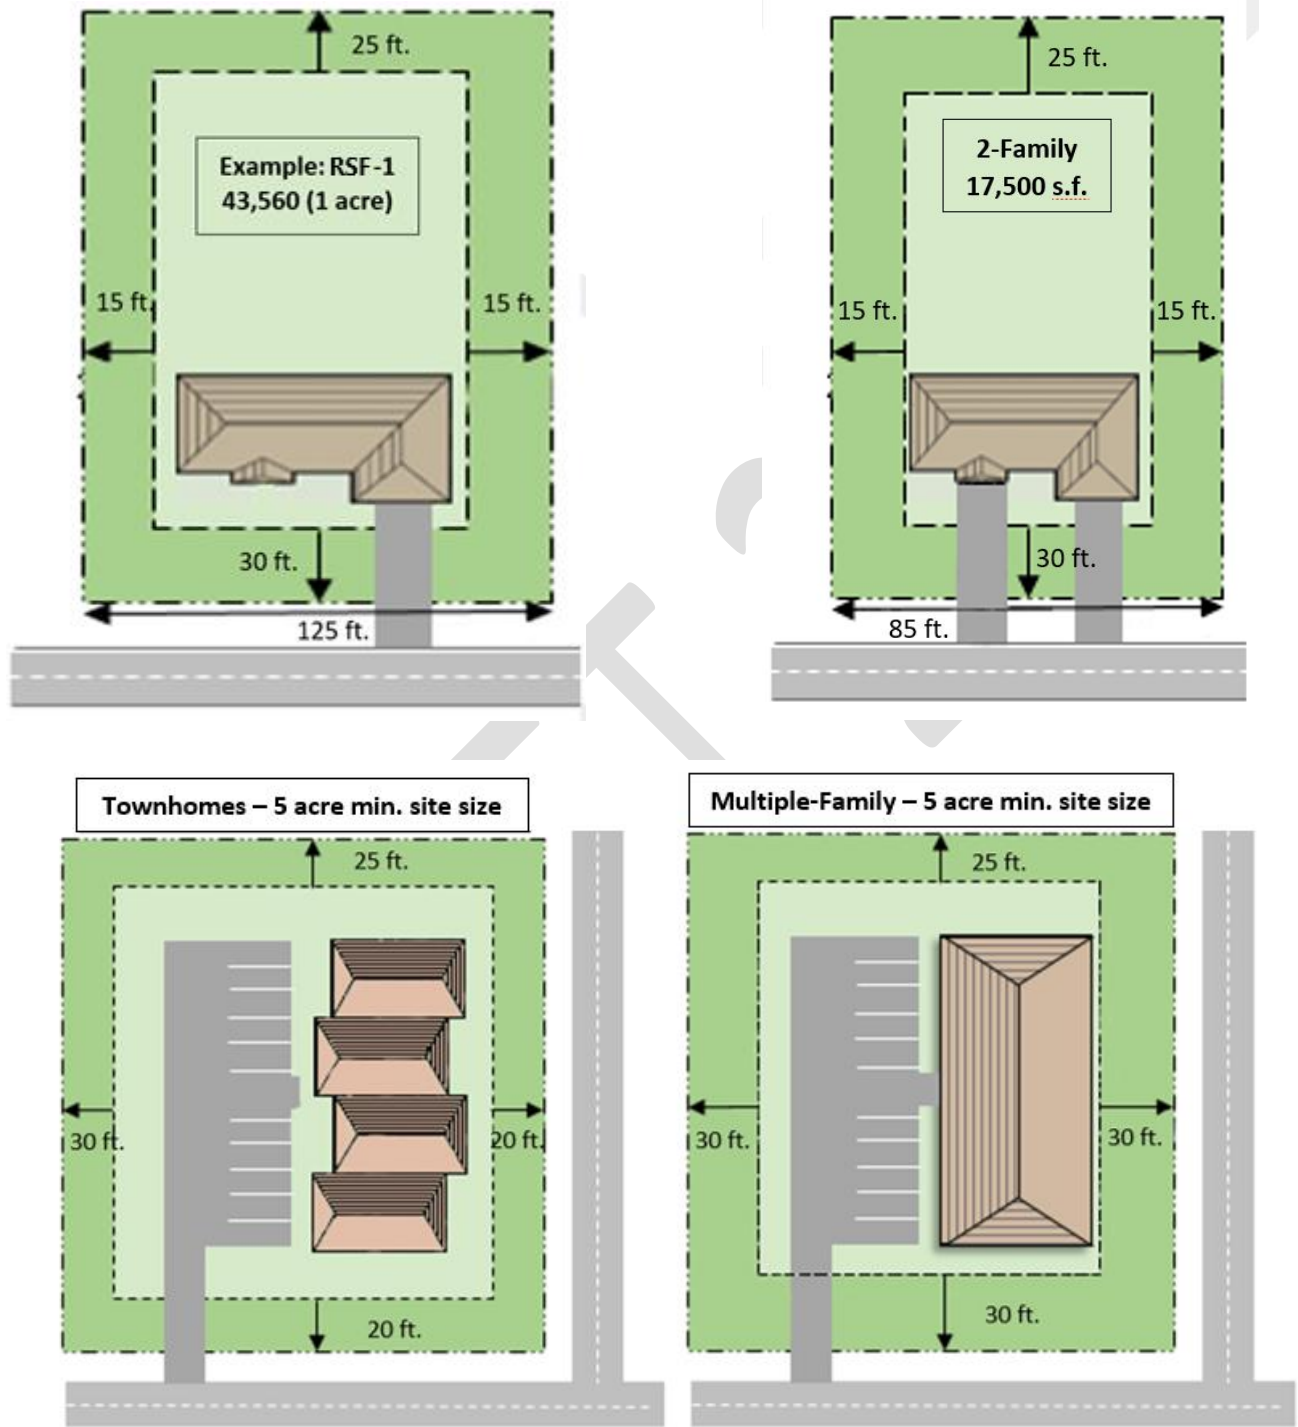 25 ft.
Example: RSF-1
43,560 (1 acre)
15 ft.
15 ft.
30 ft.
125 ft.
25 ft.
2-Family
17,500 s.f.
15 ft.
15 ft.
30 ft.
85 ft.
Townhomes – 5 acre min. site size
25 ft.
30 ft.
20 ft.
20 ft.
Multiple-Family – 5 acre min. site size
25 ft.
30 ft.
30 ft.
30 ft.